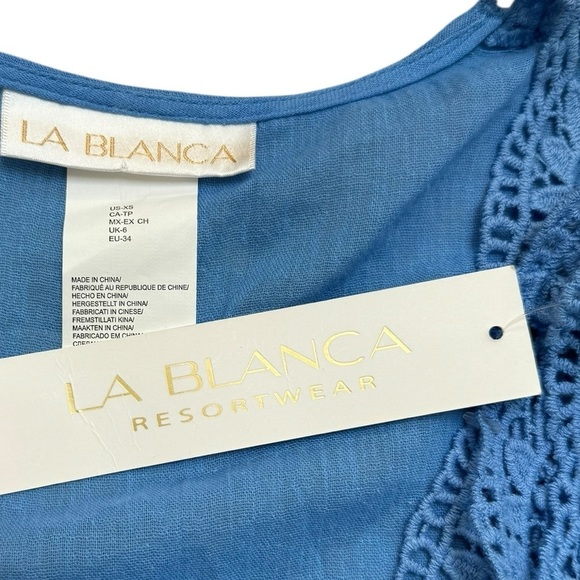 LA BLANCA
US-XS
CA-TP
MX-EX CH
UK-6
EU-34
MADE IN CHINA/
FABRIQUÉ AU REPUBLIQUE DE CHINE/
HECHO EN CHINA/
HERGESTELLT IN CHINA/
FABBRICATI IN CINESE/
FREMSTILLATI KINA/
MAAKTEN IN CHINA/
FABRICADO EM CHINA/
LA BLANCA
RESORTWEAR